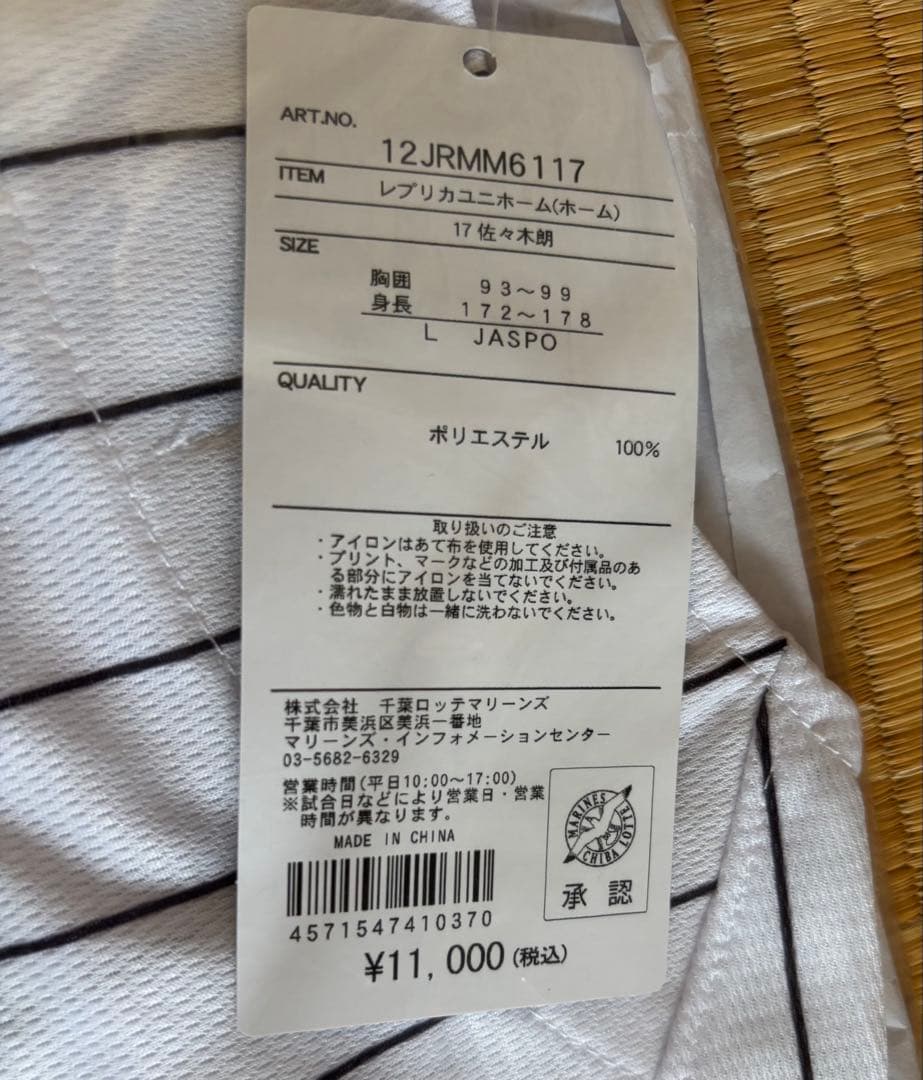 ART.NO.
12JRMM6117
ITEM
レプリカユニホーム(ホーム)
17 佐々木朗
SIZE
胸囲 93～99
身長 172～178
L JASPO
QUALITY
ポリエステル 100%
取り扱いのご注意
・アイロンはあて布を使用してください。
・プリント、マークなどの加工及び付属品のあ
る部分にアイロンを当てないでください。
・濡れたまま放置しないでください。
・色物と白物は一緒に洗わないでください。
株式会社 千葉ロッテマリーンズ
千葉市美浜区美浜一番地
マリーンズ・インフォメーションセンター
03-5682-6329
営業時間(平日10:00～17:00)
※試合日などにより営業日・営業
時間が異なります。
MADE IN CHINA
MARINES
CHIBA LOTTE
承認
4571547410370
¥11,000(税込)